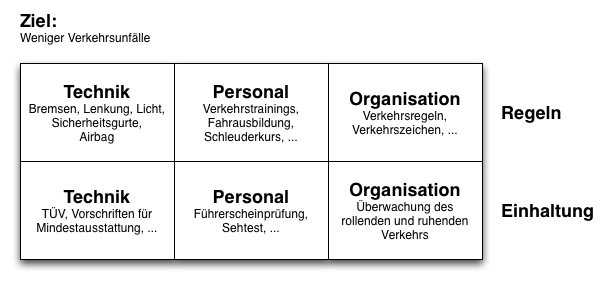 Ziel:
Weniger Verkehrsunfälle
Technik
Bremsen, Lenkung, Licht,
Sicherheitsgurte,
Airbag
Personal
Verkehrstrainings,
Fahrausbildung,
Schleuderkurs, ...
Organisation
Verkehrsregeln,
Verkehrszeichen, ...
Regeln
Technik
TÜV, Vorschriften für
Mindestausstattung, ...
Personal
Führerscheinprüfung,
Sehtest, ...
Organisation
Überwachung des
rollenden und ruhenden
Verkehrs
Einhaltung